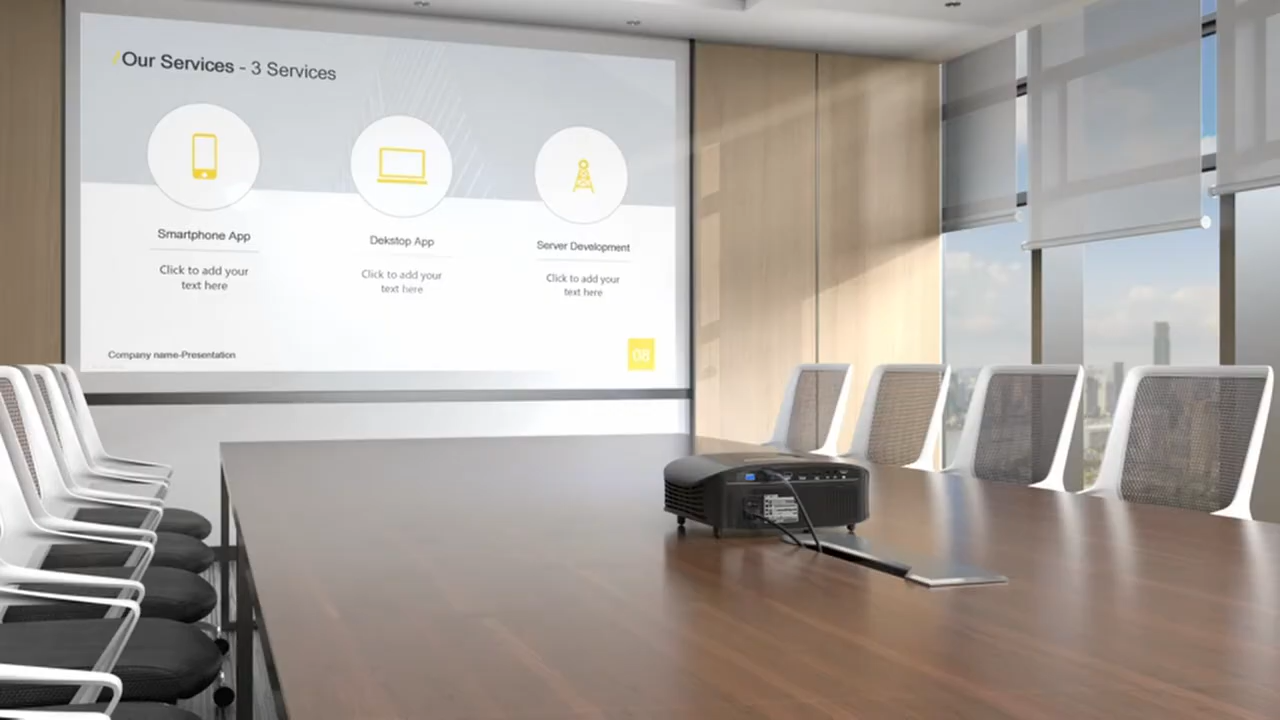 /Our Services - 3 Services
Smartphone App
Dekstop App
Server Development
Click to add your
text here
Click to add your
text here
Click to add your
text here
Company name-Presentation
08